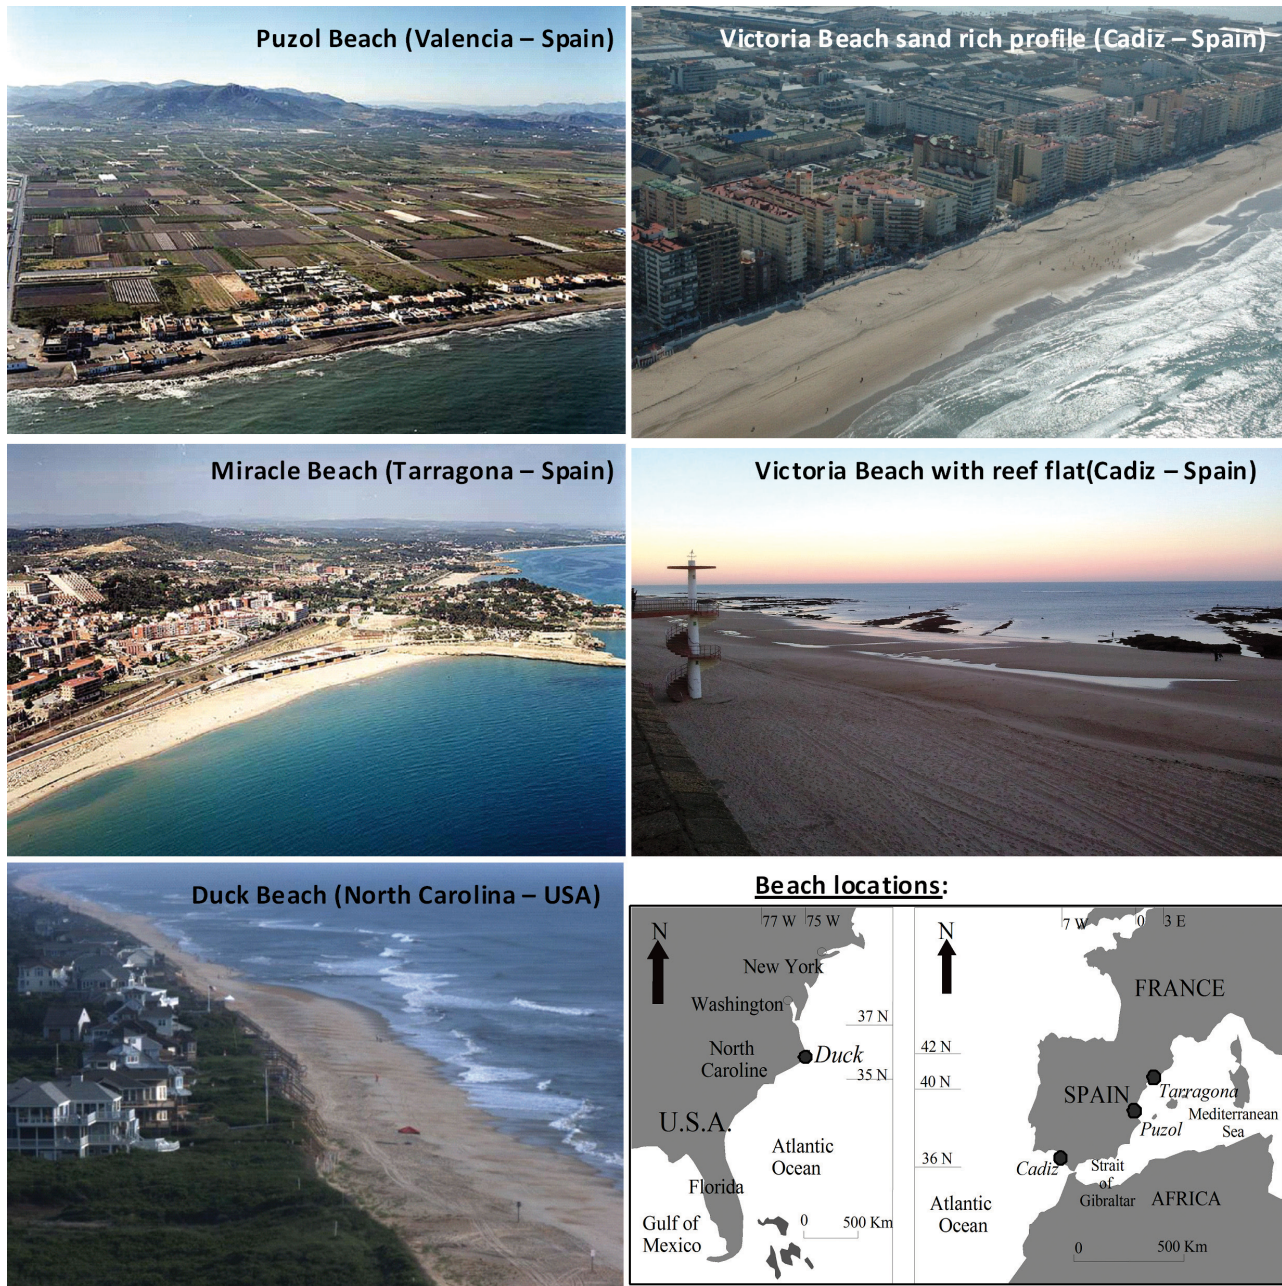 Puzol Beach (Valencia – Spain)
Victoria Beach sand rich profile (Cadiz – Spain)
Miracle Beach (Tarragona – Spain)
Victoria Beach with reef flat(Cadiz – Spain)
Duck Beach (North Carolina – USA)
Beach locations:
77 W
75 W
N
New York
Washington
37 N
North
Caroline
Duck
35 N
U.S.A.
Atlantic
Ocean
Florida
Gulf of
Mexico
0
500 Km
7 W
0
3 E
N
FRANCE
42 N
40 N
SPAIN
Tarragona
Mediterranean
Sea
Puzol
36 N
Cadiz
Strait
of
Gibraltar
AFRICA
Atlantic
Ocean
0
500 Km